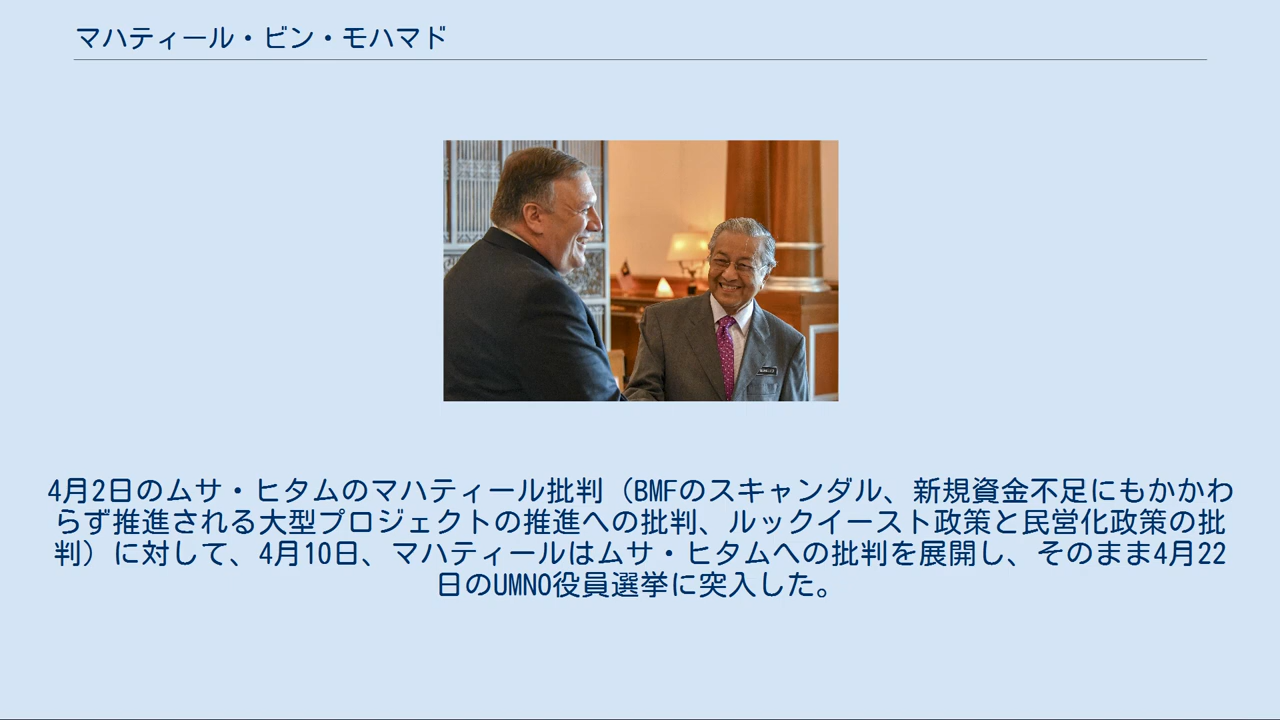 マハティール・ビン・モハマド
4月2日のムサ・ヒタムのマハティール批判（BMFのスキャンダル、新規資金不足にもかかわ
らず推進される大型プロジェクトの推進への批判、ルックイースト政策と民営化政策の批
判）に対して、4月10日、マハティールはムサ・ヒタムへの批判を展開し、そのまま4月22
日のUMNO役員選挙に突入した。